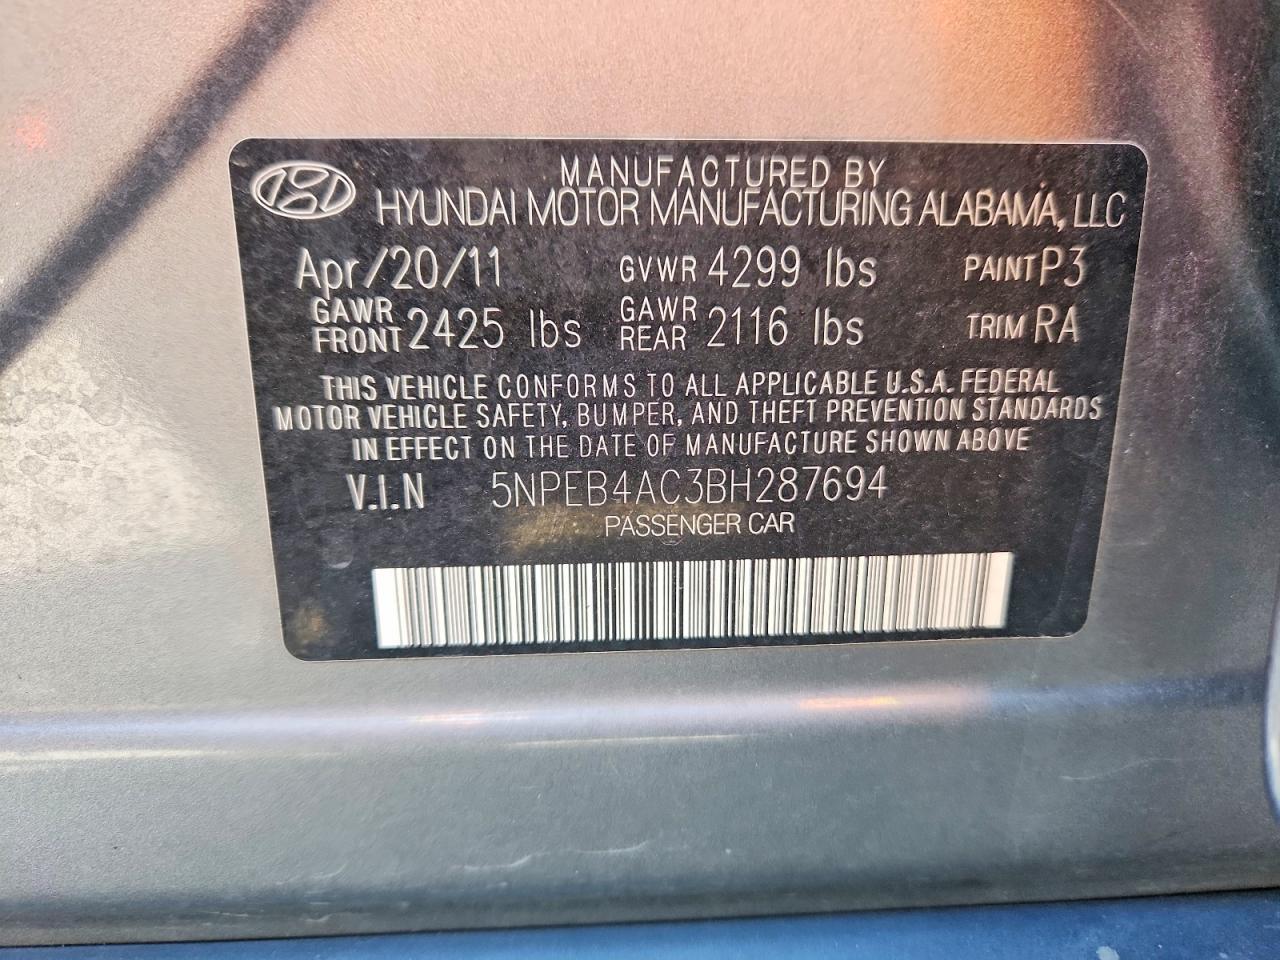 MANUFACTURED BY
HYUNDAI MOTOR MANUFACTURING ALABAMA, LLC
Apr/20/11 GVWR 4299 lbs PAINT P3
GAWR FRONT 2425 lbs GAWR REAR 2116 lbs TRIM RA
THIS VEHICLE CONFORMS TO ALL APPLICABLE U.S.A. FEDERAL
MOTOR VEHICLE SAFETY, BUMPER, AND THEFT PREVENTION STANDARDS
IN EFFECT ON THE DATE OF MANUFACTURE SHOWN ABOVE
V.I.N 5NPEB4AC3BH287694
PASSENGER CAR